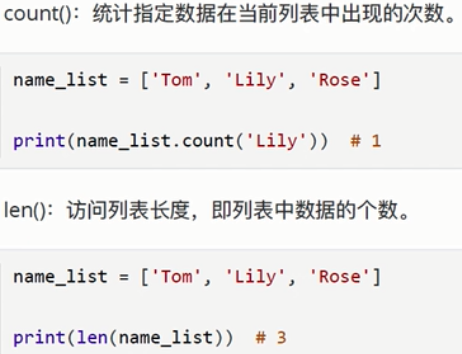 count()：统计指定数据在当前列表中出现的次数。
name_list = ['Tom', 'Lily', 'Rose']
print(name_list.count('Lily'))  # 1
len()：访问列表长度，即列表中数据的个数。
name_list = ['Tom', 'Lily', 'Rose']
print(len(name_list))  # 3